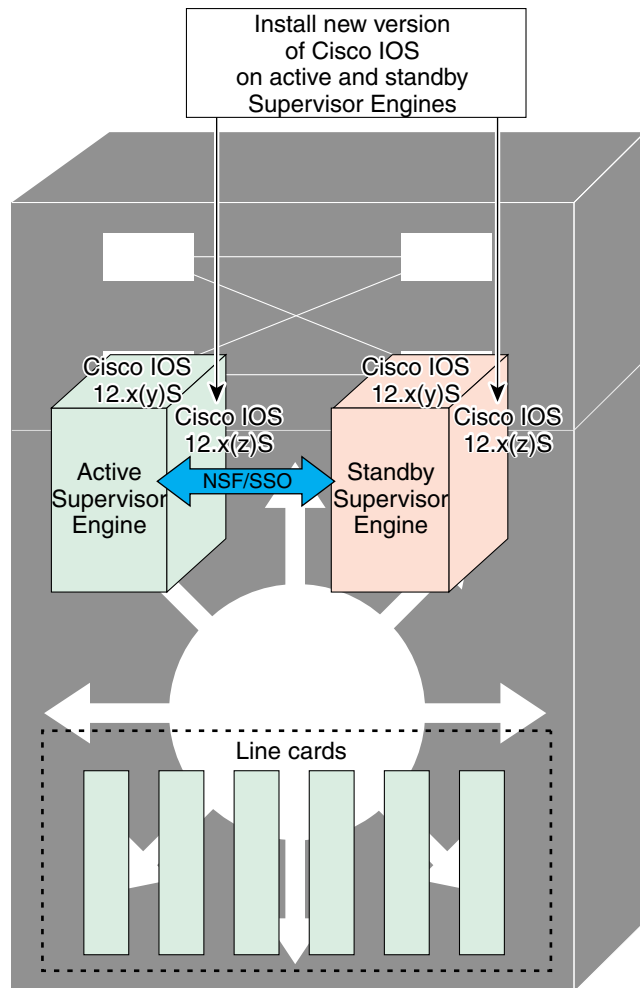 Install new version
of Cisco IOS
on active and standby
Supervisor Engines
Cisco IOS
12.x(y)S
Cisco IOS
12.x(z)S
Cisco IOS
12.x(y)S
Cisco IOS
12.x(z)S
Active
Supervisor
Engine
NSF/SSO
Standby
Supervisor
Engine
Line cards